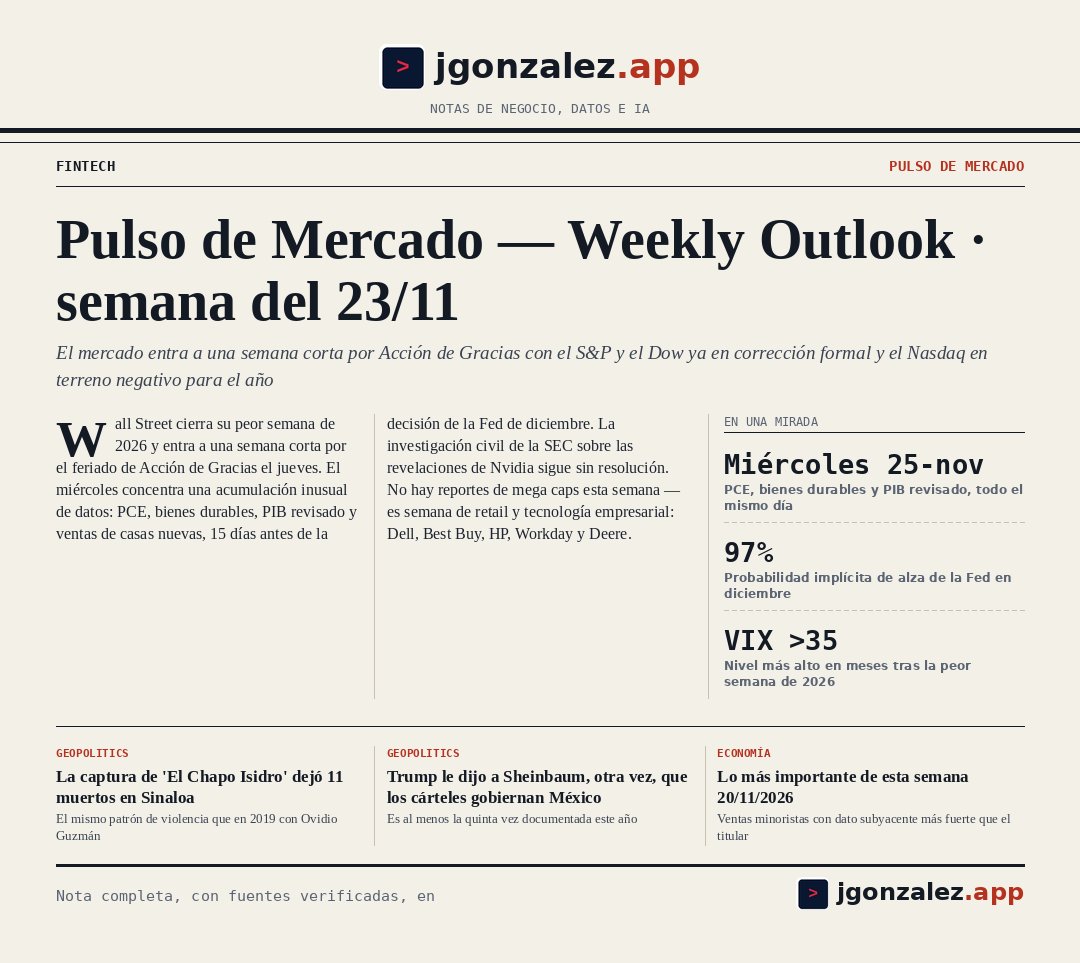 > jgonzalez.app
NOTAS DE NEGOCIO, DATOS E IA
FINTECH
PULSO DE MERCADO
Pulso de Mercado — Weekly Outlook ·
semana del 23/11
El mercado entra a una semana corta por Acción de Gracias con el S&P y el Dow ya en corrección formal y el Nasdaq en
terreno negativo para el año
Wall Street cierra su peor semana de
2026 y entra a una semana corta por
el feriado de Acción de Gracias el jueves. El
miércoles concentra una acumulación inusual
de datos: PCE, bienes durables, PIB revisado y
ventas de casas nuevas, 15 días antes de la
decisión de la Fed de diciembre. La
investigación civil de la SEC sobre las
revelaciones de Nvidia sigue sin resolución.
No hay reportes de mega caps esta semana —
es semana de retail y tecnología empresarial:
Dell, Best Buy, HP, Workday y Deere.
EN UNA MIRADA
Miércoles 25-nov
PCE, bienes durables y PIB revisado, todo el
mismo día
97%
Probabilidad implícita de alza de la Fed en
diciembre
VIX >35
Nivel más alto en meses tras la peor
semana de 2026
GEOPOLITICS
La captura de 'El Chapo Isidro' dejó 11
muertos en Sinaloa
El mismo patrón de violencia que en 2019 con Ovidio
Guzmán
GEOPOLITICS
Trump le dijo a Sheinbaum, otra vez, que
los cárteles gobiernan México
Es al menos la quinta vez documentada este año
ECONOMÍA
Lo más importante de esta semana
20/11/2026
Ventas minoristas con dato subyacente más fuerte que el
titular
Nota completa, con fuentes verificadas, en
> jgonzalez.app